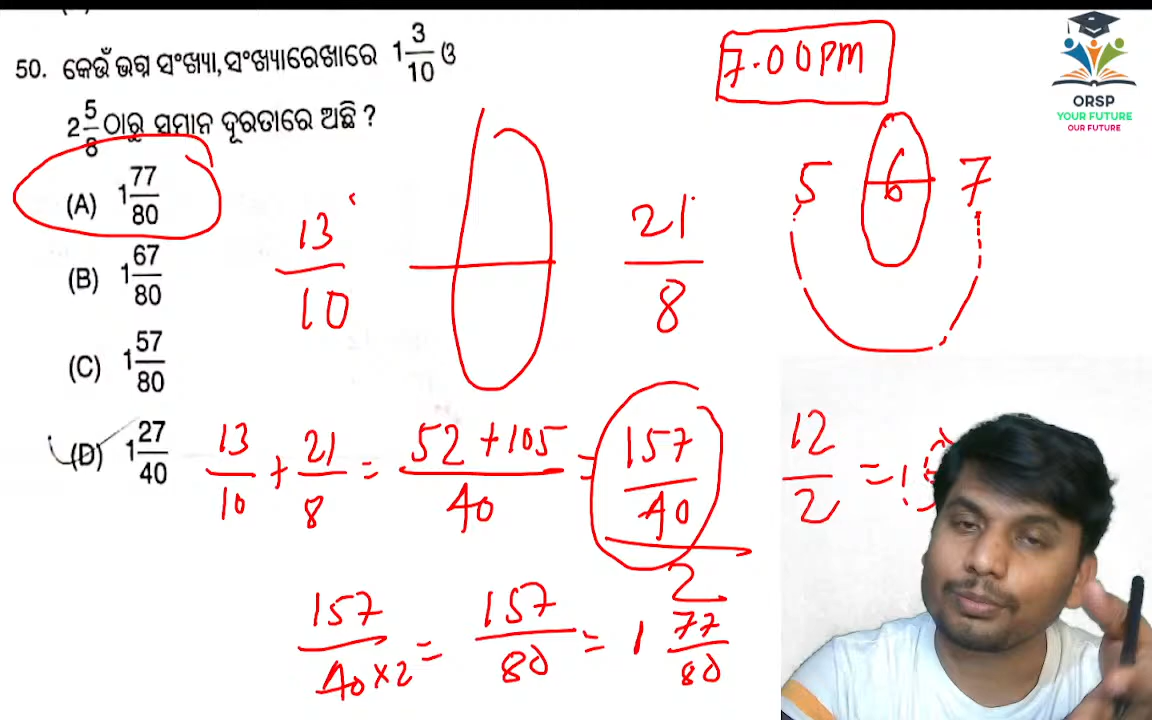 50. କେଉଁ ଭଗ୍ନ ସଂଖ୍ୟା, ସଂଖ୍ୟାରେଖାରେ 1 3/10 ଓ
2 5/8 ଠାରୁ ସମାନ ଦୂରତାରେ ଅଛି ?
(A) 1 77/80
(B) 1 67/80
(C) 1 57/80
(D) 1 27/40
7.00PM
ORSP
YOUR FUTURE
OUR FUTURE
5 6 7
13/10 21/8
13/10 + 21/8 = 52+105/40 = 157/40
2
12/2 =
157/40×2 = 157/80 = 1 77/80